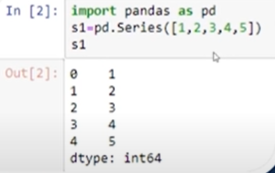 In [2]: import pandas as pd
s1=pd.Series([1,2,3,4,5])
s1
Out[2]: 0 1
1 2
2 3
3 4
4 5
dtype: int64